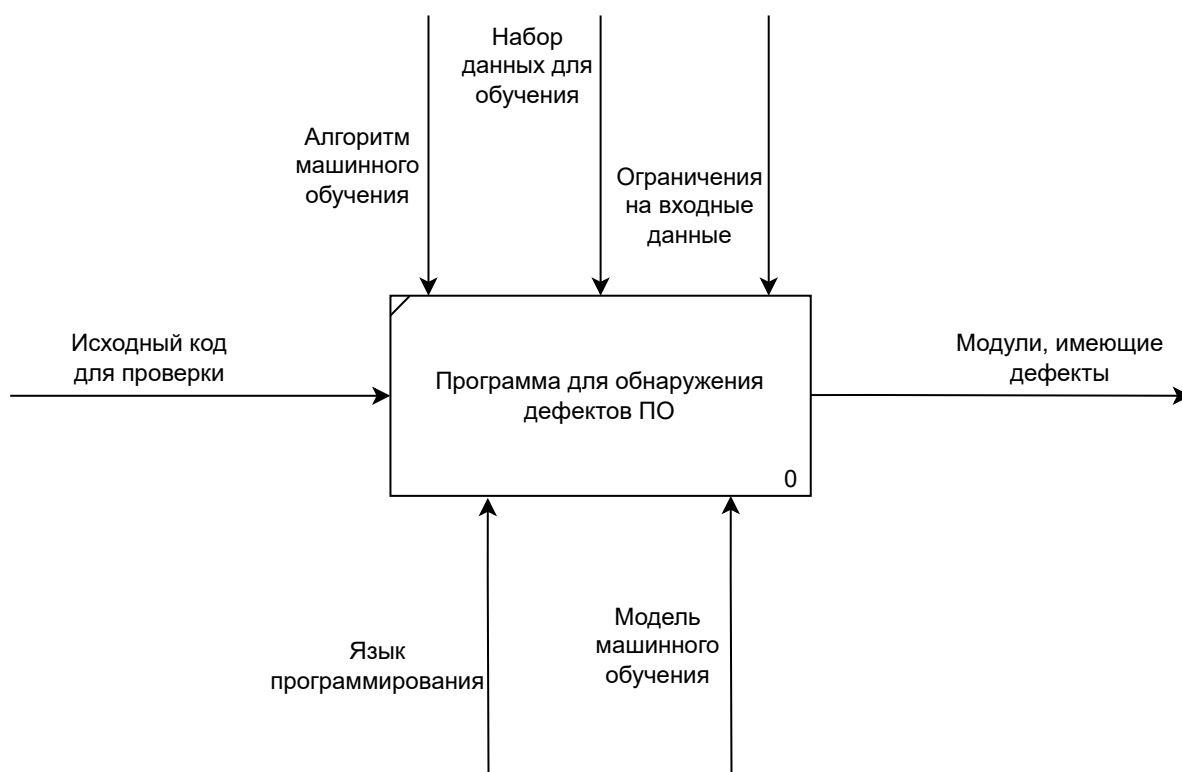 Набор
данных для
обучения
Алгоритм
машинного
обучения
Ограничения
на входные
данные
Исходный код
для проверки
Программа для обнаружения
дефектов ПО
0
Модули, имеющие
дефекты
Язык
программирования
Модель
машинного
обучения